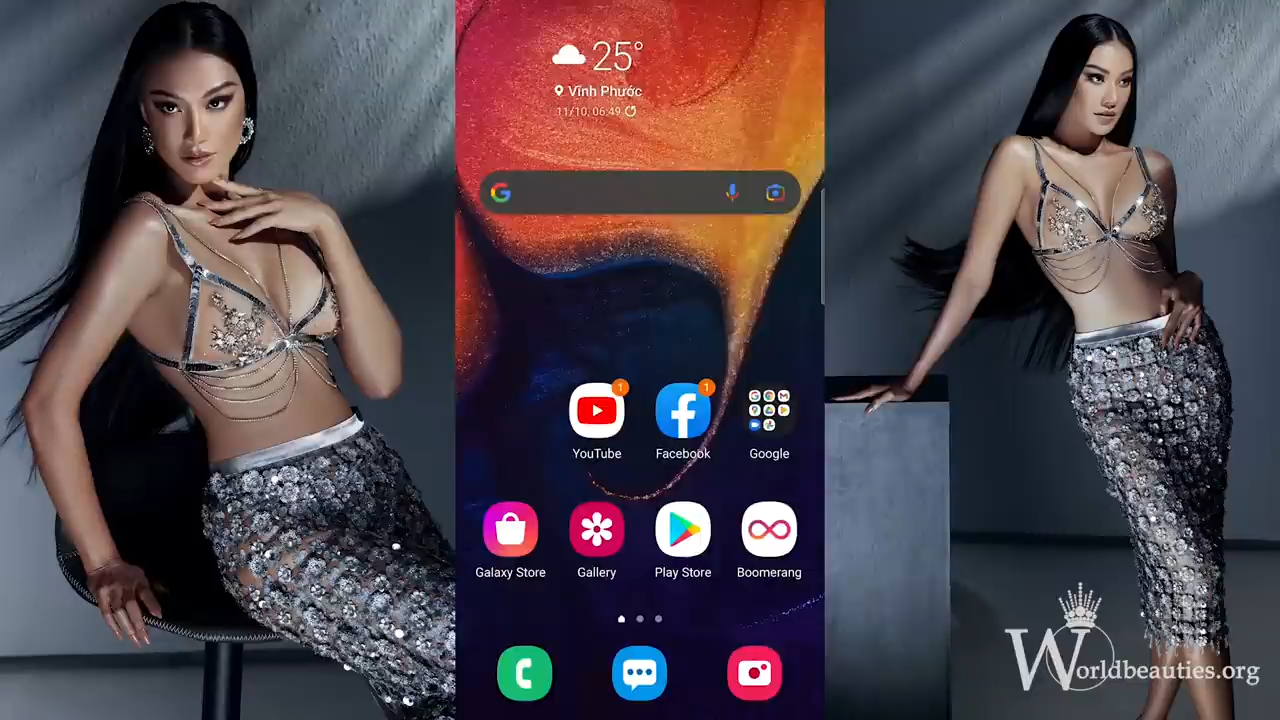 25°
Vĩnh Phước
11/10, 06:49
1
1
YouTube
Facebook
Google
Galaxy Store
Gallery
Play Store
Boomerang
Worldbeauties.org